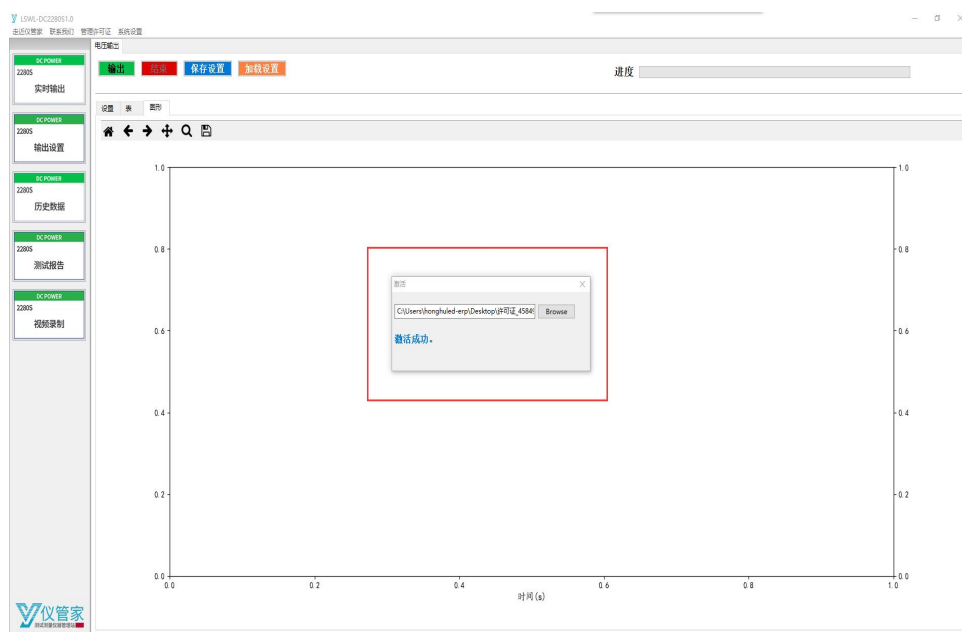 LSWL-DC2280S1.0
走近仪管家 联系我们 管理许可证 系统设置
电压输出
DC POWER
2280S
实时输出
DC POWER
2280S
输出设置
DC POWER
2280S
历史数据
DC POWER
2280S
测试报告
DC POWER
2280S
视频录制
输出 结束 保存设置 加载设置
进度
设置 表 图形
1.0
0.8
0.6
0.4
0.2
0.0
1.0
0.8
0.6
0.4
0.2
0.0
激活
C:\Users\honghuled-erp\Desktop\许可证_4584 Browse
激活成功。
0.0 0.2 0.4 0.6 0.8 1.0
时间(s)
仪管家